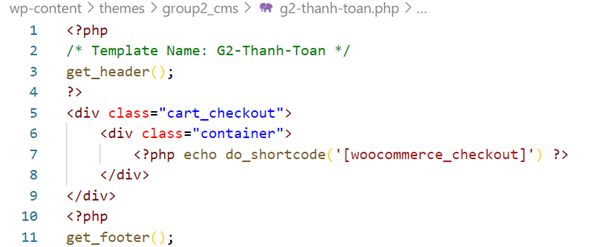 wp-content > themes > group2_cms > g2-thanh-toan.php > ...
1 <?php
2 /* Template Name: G2-Thanh-Toan */
3 get_header();
4 ?>
5 <div class="cart_checkout">
6 <div class="container">
7 <?php echo do_shortcode('[woocommerce_checkout]') ?>
8 </div>
9 </div>
10 <?php
11 get_footer();